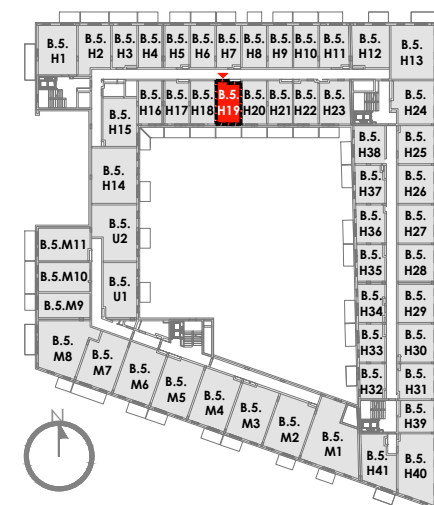 B.5.
H1
B.5.
H2
B.5.
H3
B.5.
H4
B.5.
H5
B.5.
H6
B.5.
H7
B.5.
H8
B.5.
H9
B.5.
H10
B.5.
H11
B.5.
H12
B.5.
H13
B.5.
H15
B.5.
H16
B.5.
H17
B.5.
H18
B.5.
H19
B.5.
H20
B.5.
H21
B.5.
H22
B.5.
H23
B.5.
H24
B.5.
H38
B.5.
H25
B.5.
H14
B.5.
H37
B.5.
H26
B.5.
U2
B.5.
H36
B.5.
H27
B.5.M11
B.5.
H35
B.5.
H28
B.5.M10
B.5.
U1
B.5.
H34
B.5.
H29
B.5.M9
B.5.
H33
B.5.
H30
B.5.
M8
B.5.
M7
B.5.
M6
B.5.
M5
B.5.
M4
B.5.
M3
B.5.
M2
B.5.
M1
B.5.
H32
B.5.
H31
B.5.
H39
B.5.
H41
B.5.
H40
N